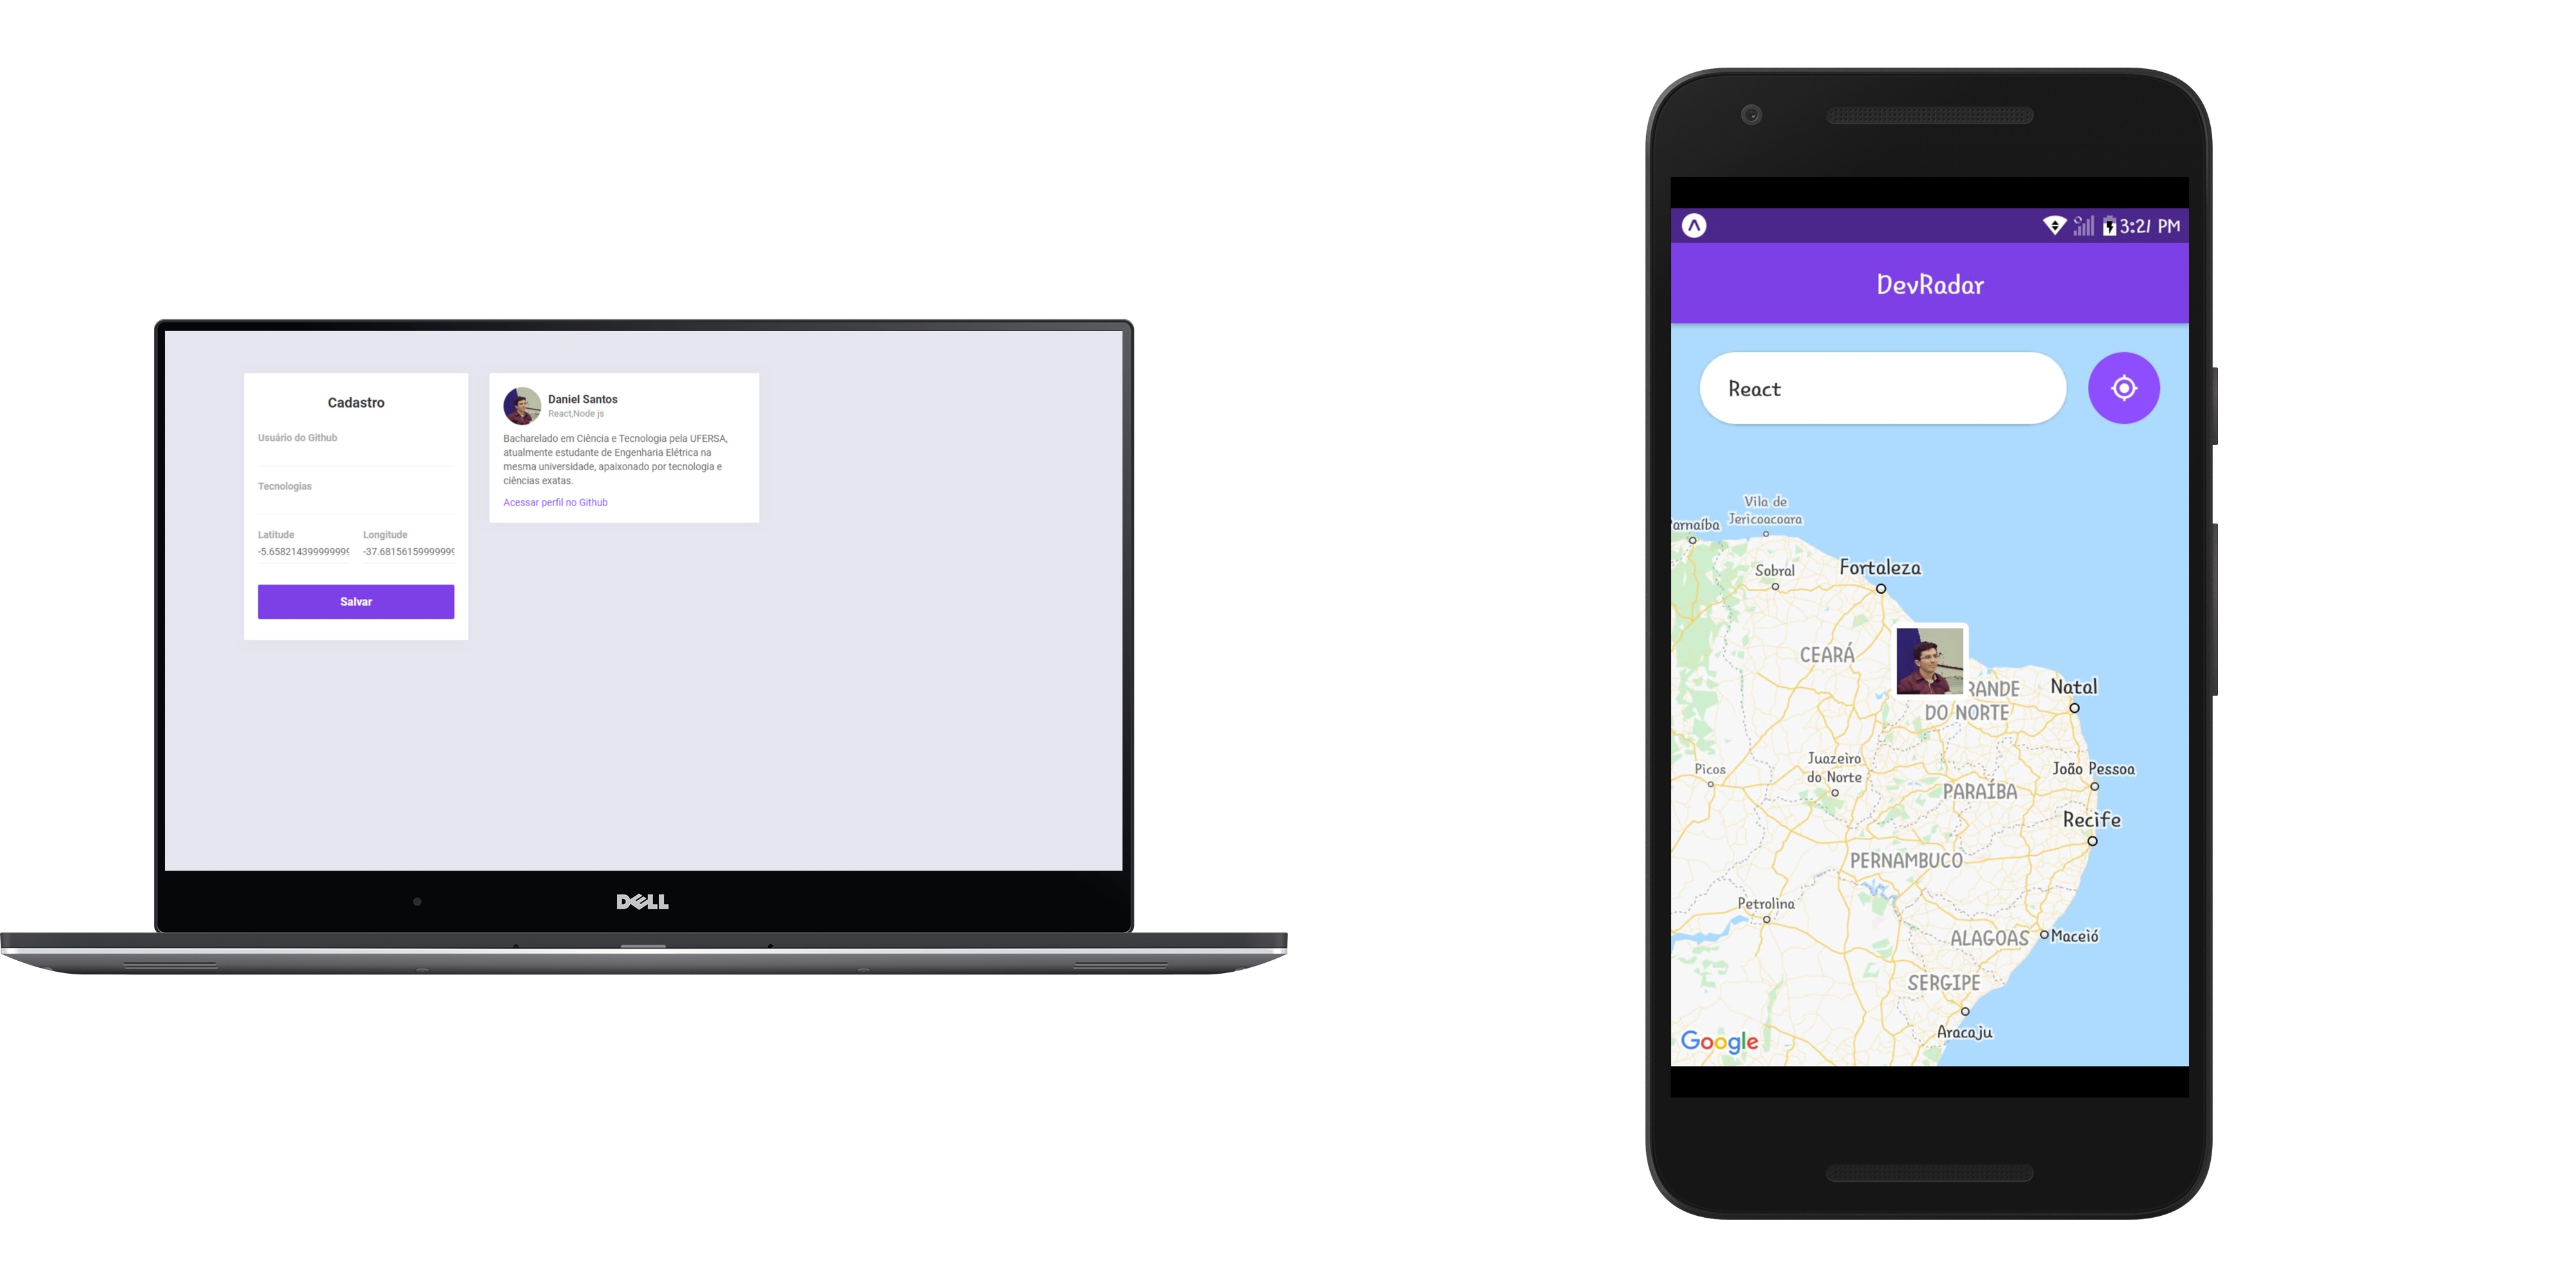 Cadastro
Usuário do Github
Tecnologias
Latitude Longitude
-5.658214399999999 -37.68156159999999
Salvar
Daniel Santos
React,Node js
Bacharelado em Ciência e Tecnologia pela UFERSA,
atualmente estudante de Engenharia Elétrica na
mesma universidade, apaixonado por tecnologia e
ciências exatas.
Acessar perfil no Github
DELL
3:21 PM
DevRadar
React
Vila de
Jericoacoara
arnaíba
Sobral
Fortaleza
CEARÁ
RANDE
DO NORTE
Natal
Juazeiro
do Norte
Picos
João Pessoa
PARAÍBA
Recife
PERNAMBUCO
Petrolina
ALAGOAS
Maceió
SERGIPE
Aracaju
Google